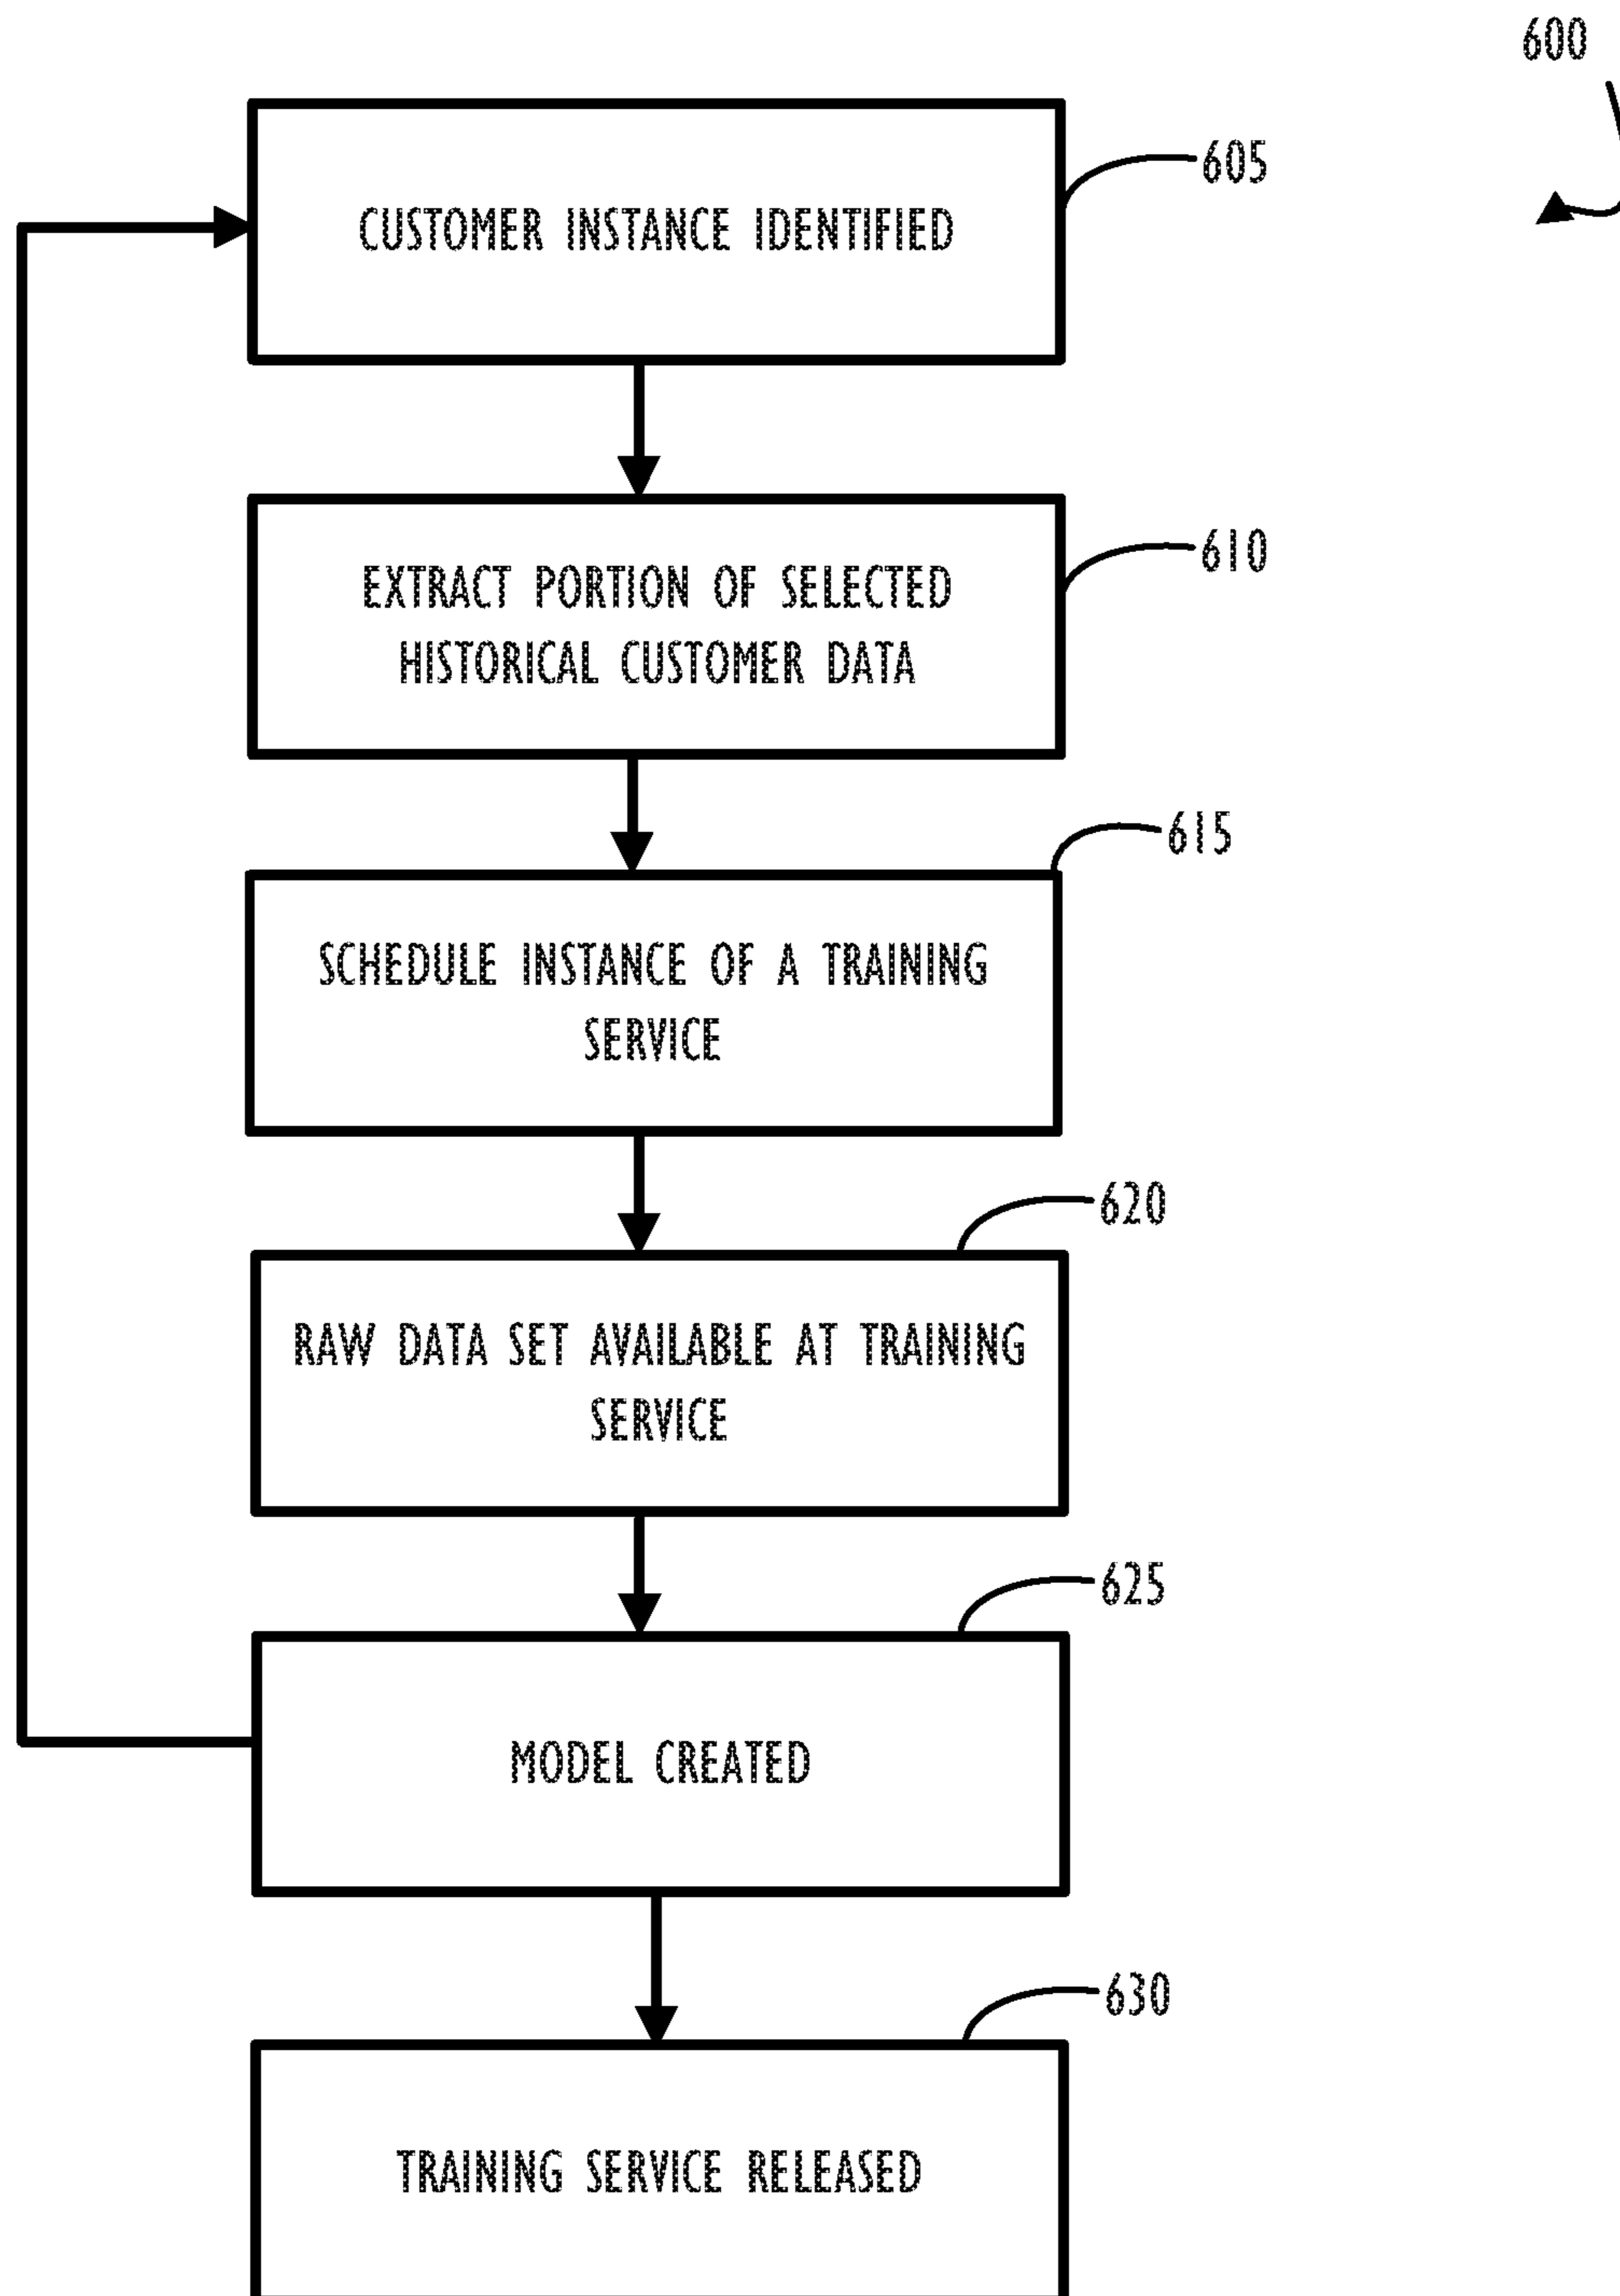 600
605
CUSTOMER INSTANCE IDENTIFIED
610
EXTRACT PORTION OF SELECTED
HISTORICAL CUSTOMER DATA
615
SCHEDULE INSTANCE OF A TRAINING
SERVICE
620
RAW DATA SET AVAILABLE AT TRAINING
SERVICE
625
MODEL CREATED
630
TRAINING SERVICE RELEASED